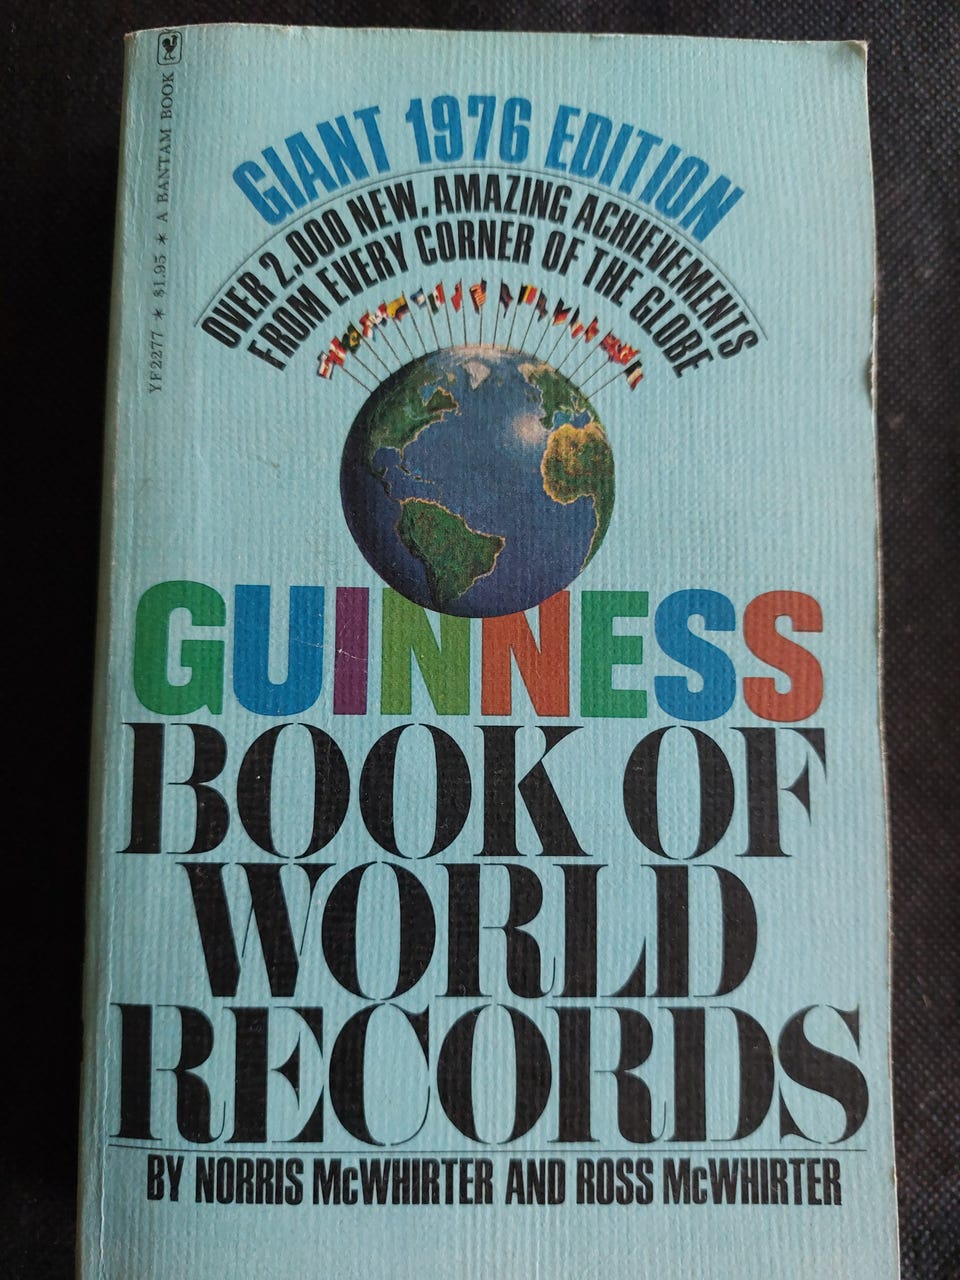 YF2277 * $1.95 * A BANTAM BOOK
GIANT 1976 EDITION
OVER 2,000 NEW, AMAZING ACHIEVEMENTS
FROM EVERY CORNER OF THE GLOBE
GUINNESS
BOOK OF
WORLD
RECORDS
BY NORRIS McWHIRTER AND ROSS McWHIRTER